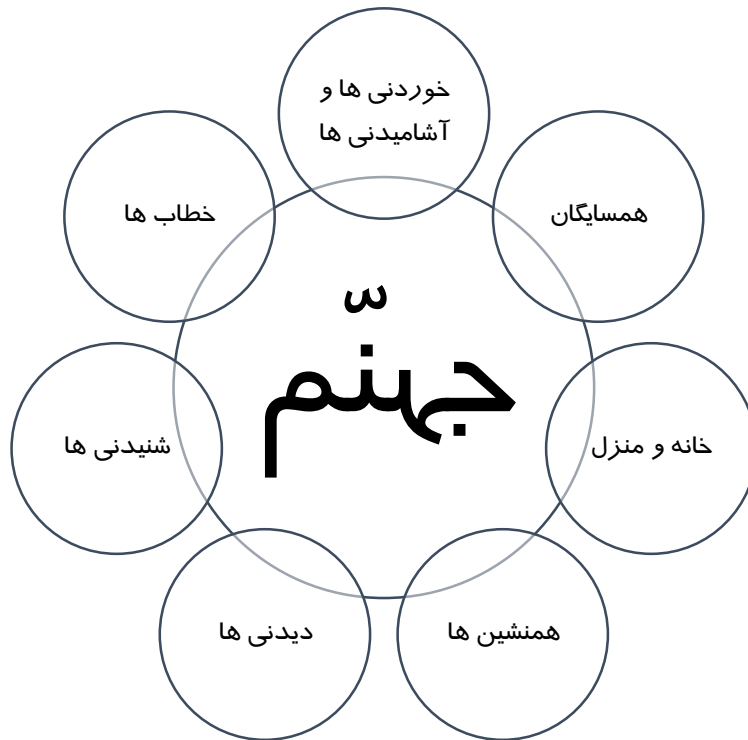 خوردنی ها و
آشامیدنی ها
همسایگان
خانه و منزل
همنشین ها
دیدنی ها
شنیدنی ها
خطاب ها
جهنّم